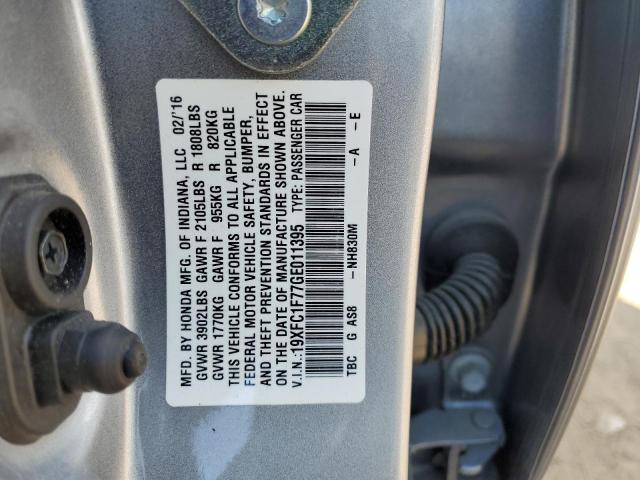 MFD. BY HONDA MFG. OF INDIANA, LLC 02/'16
GVWR 3902LBS GAWR F 2105LBS R 1808LBS
GVWR 1770KG GAWR F 955KG R 820KG
THIS VEHICLE CONFORMS TO ALL APPLICABLE
FEDERAL MOTOR VEHICLE SAFETY, BUMPER,
AND THEFT PREVENTION STANDARDS IN EFFECT
ON THE DATE OF MANUFACTURE SHOWN ABOVE.
V.I.N.:19XFC1F77GE011395 TYPE: PASSENGER CAR
TBC G AS8 -NH830M -A -E